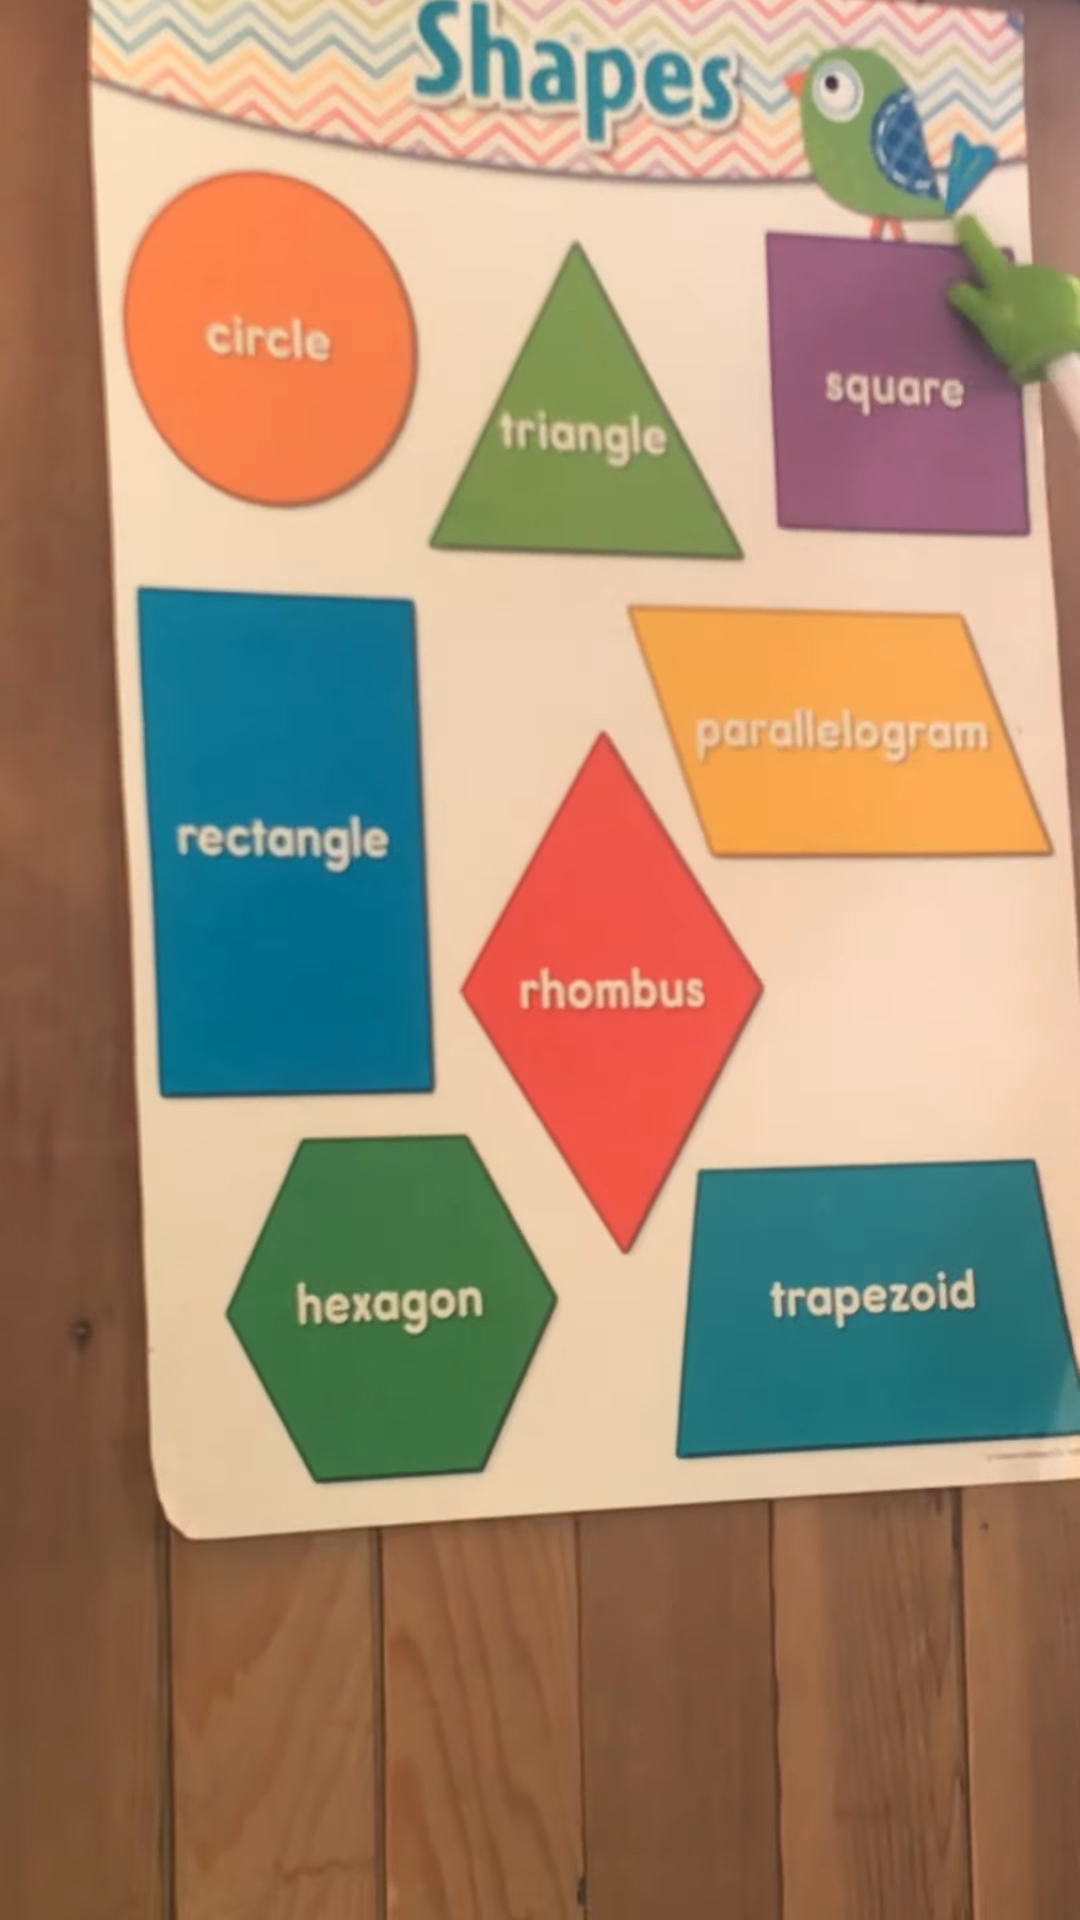 Shapes
circle
triangle
square
rectangle
parallelogram
rhombus
hexagon
trapezoid